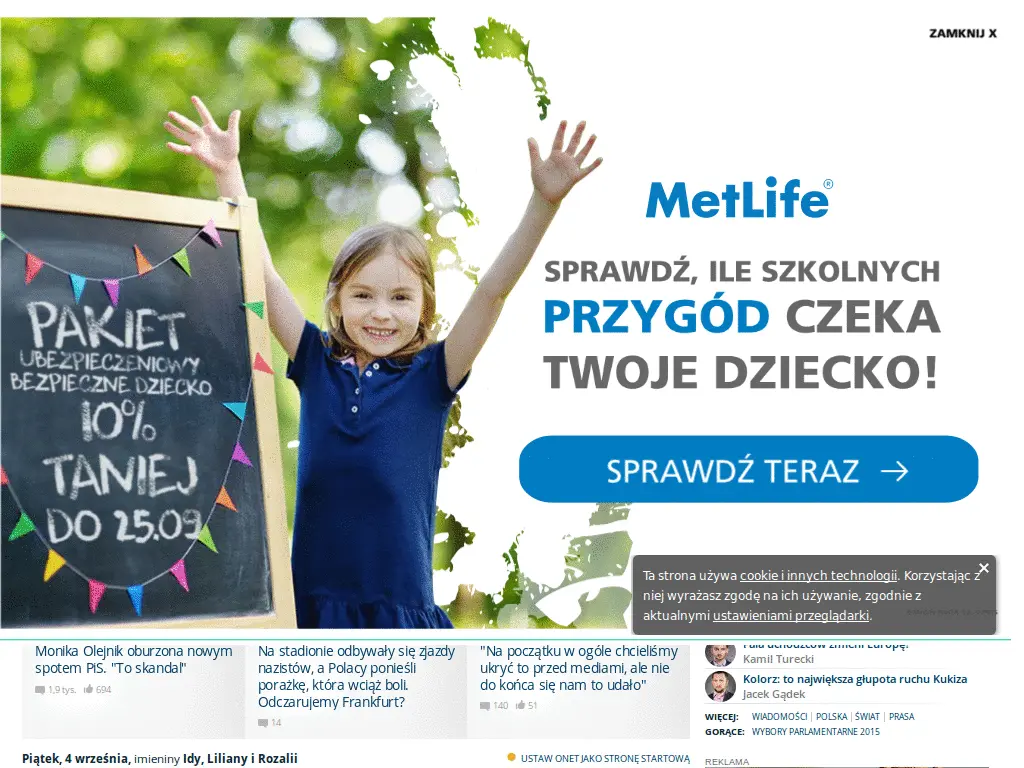 ZAMKNIJ X
MetLife®
SPRAWDŹ, ILE SZKOLNYCH
PRZYGÓD CZEKA
TWOJE DZIECKO!
SPRAWDŹ TERAZ →
PAKIET
UBEZPIECZENIOWY
BEZPIECZNE DZIECKO
10%
TANIEJ
DO 25.09
Ta strona używa cookie i innych technologii. Korzystając z
niej wyrażasz zgodę na ich używanie, zgodnie z
aktualnymi ustawieniami przeglądarki.
Monika Olejnik oburzona nowym
spotem PiS. "To skandal"
1,9 tys. 694
Na stadionie odbywały się zjazdy
nazistów, a Polacy ponieśli
porażkę, która wciąż boli.
Odczarujemy Frankfurt?
14
"Na początku w ogóle chcieliśmy
ukryć to przed mediami, ale nie
do końca się nam to udało"
140 51
Fala uchodźców zmieni Europę?
Kamil Turecki
Kolorz: to największa głupota ruchu Kukiza
Jacek Gądek
WIĘCEJ: WIADOMOŚCI | POLSKA | ŚWIAT | PRASA
GORĄCE: WYBORY PARLAMENTARNE 2015
Piątek, 4 września, imieniny Idy, Liliany i Rozalii
USTAW ONET JAKO STRONĘ STARTOWĄ
REKLAMA